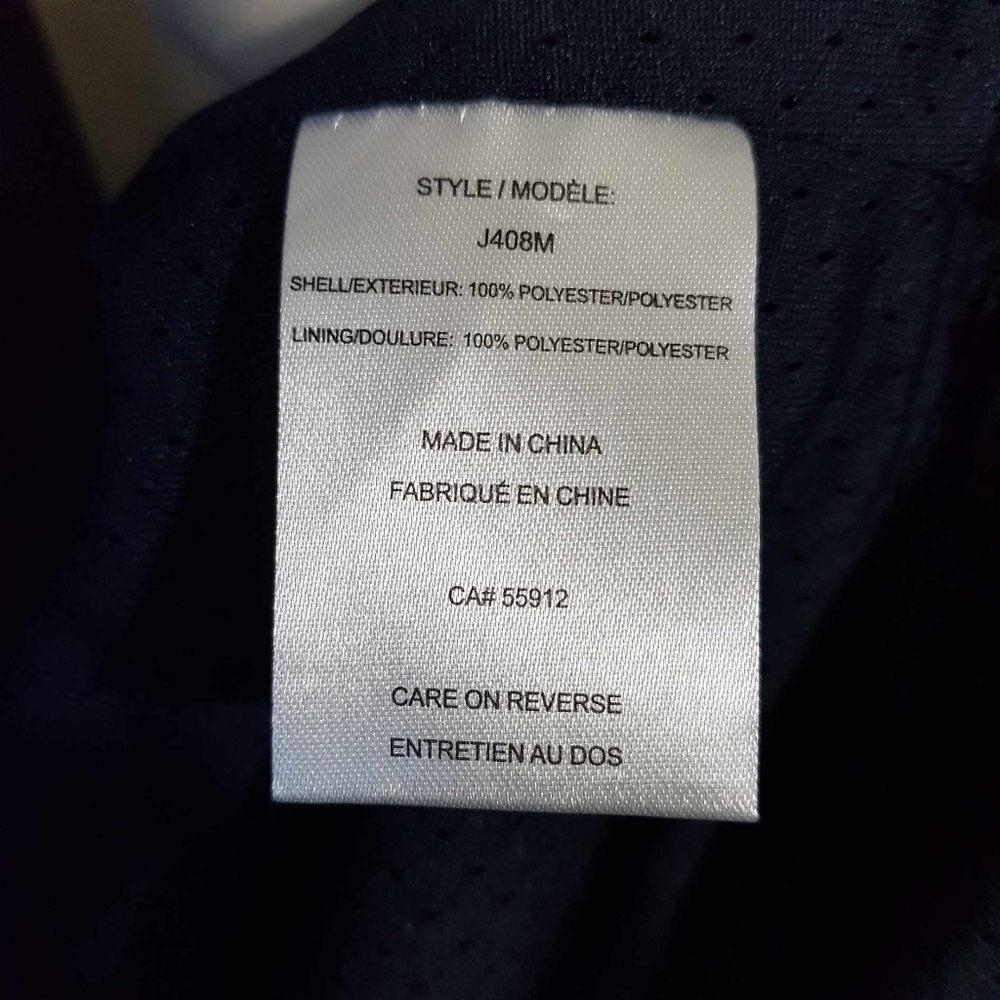 STYLE / MODÈLE:
J408M
SHELL/EXTERIEUR: 100% POLYESTER/POLYESTER
LINING/DOULURE: 100% POLYESTER/POLYESTER
MADE IN CHINA
FABRIQUÉ EN CHINE
CA# 55912
CARE ON REVERSE
ENTRETIEN AU DOS